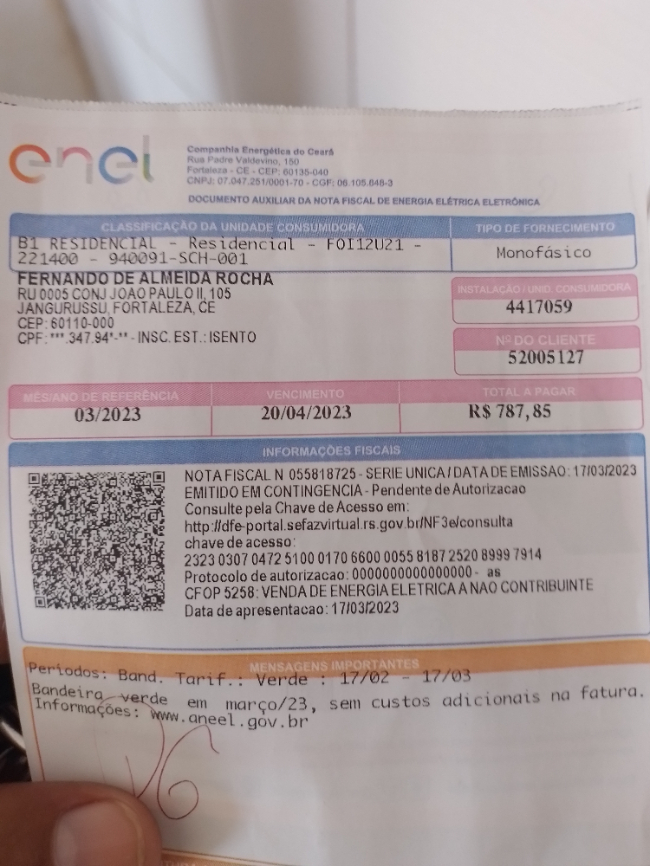 enel
Companhia Energética do Ceará
Rua Padre Valdevino, 150
Fortaleza - CE - CEP: 60135-040
CNPJ: 07.047.251/0001-70 - CGF: 06.105.848-3
DOCUMENTO AUXILIAR DA NOTA FISCAL DE ENERGIA ELÉTRICA ELETRÔNICA
CLASSIFICAÇÃO DA UNIDADE CONSUMIDORA
B1 RESIDENCIAL - Residencial - FOI12U21 -
221400 - 940091-SCH-001
TIPO DE FORNECIMENTO
Monofásico
FERNANDO DE ALMEIDA ROCHA
RU 0005 CONJ JOAO PAULO II, 105
JANGURUSSU, FORTALEZA, CE
CEP: 60110-000
CPF: ***.347.94*-** - INSC. EST.: ISENTO
INSTALAÇÃO / UNID. CONSUMIDORA
4417059
Nº DO CLIENTE
52005127
MÊS/ANO DE REFERÊNCIA
03/2023
VENCIMENTO
20/04/2023
TOTAL A PAGAR
R$ 787,85
INFORMAÇÕES FISCAIS
NOTA FISCAL N 055818725 - SERIE UNICA / DATA DE EMISSAO: 17/03/2023
EMITIDO EM CONTINGENCIA - Pendente de Autorizacao
Consulte pela Chave de Acesso em:
http://dfe-portal.sefazvirtual.rs.gov.br/NF3e/consulta
chave de acesso:
2323 0307 0472 5100 0170 6600 0055 8187 2520 8999 7914
Protocolo de autorizacao: 0000000000000000 - as
CFOP 5258: VENDA DE ENERGIA ELETRICA A NAO CONTRIBUINTE
Data de apresentacao: 17/03/2023
MENSAGENS IMPORTANTES
Periodos: Band. Tarif.: Verde : 17/02 - 17/03
Bandeira verde em março/23, sem custos adicionais na fatura.
Informações: www.aneel.gov.br